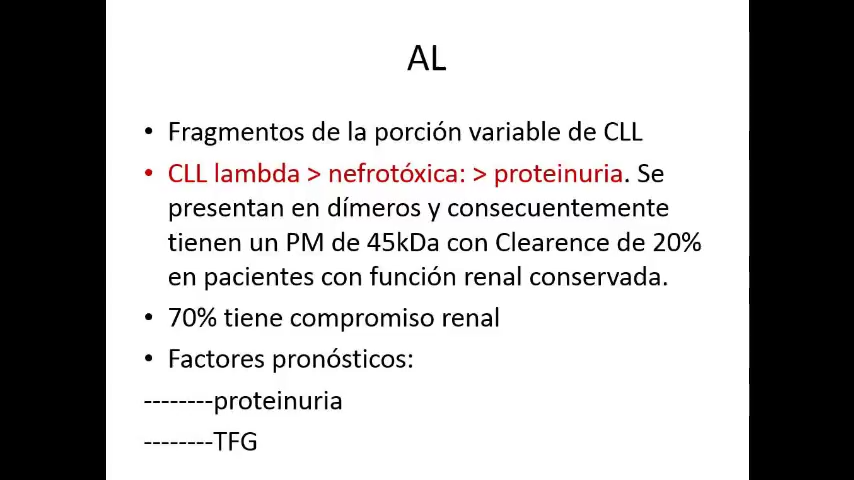 AL
• Fragmentos de la porción variable de CLL
• CLL lambda > nefrotóxica: > proteinuria. Se
presentan en dímeros y consecuentemente
tienen un PM de 45kDa con Clearence de 20%
en pacientes con función renal conservada.
• 70% tiene compromiso renal
• Factores pronósticos:
--------proteinuria
--------TFG